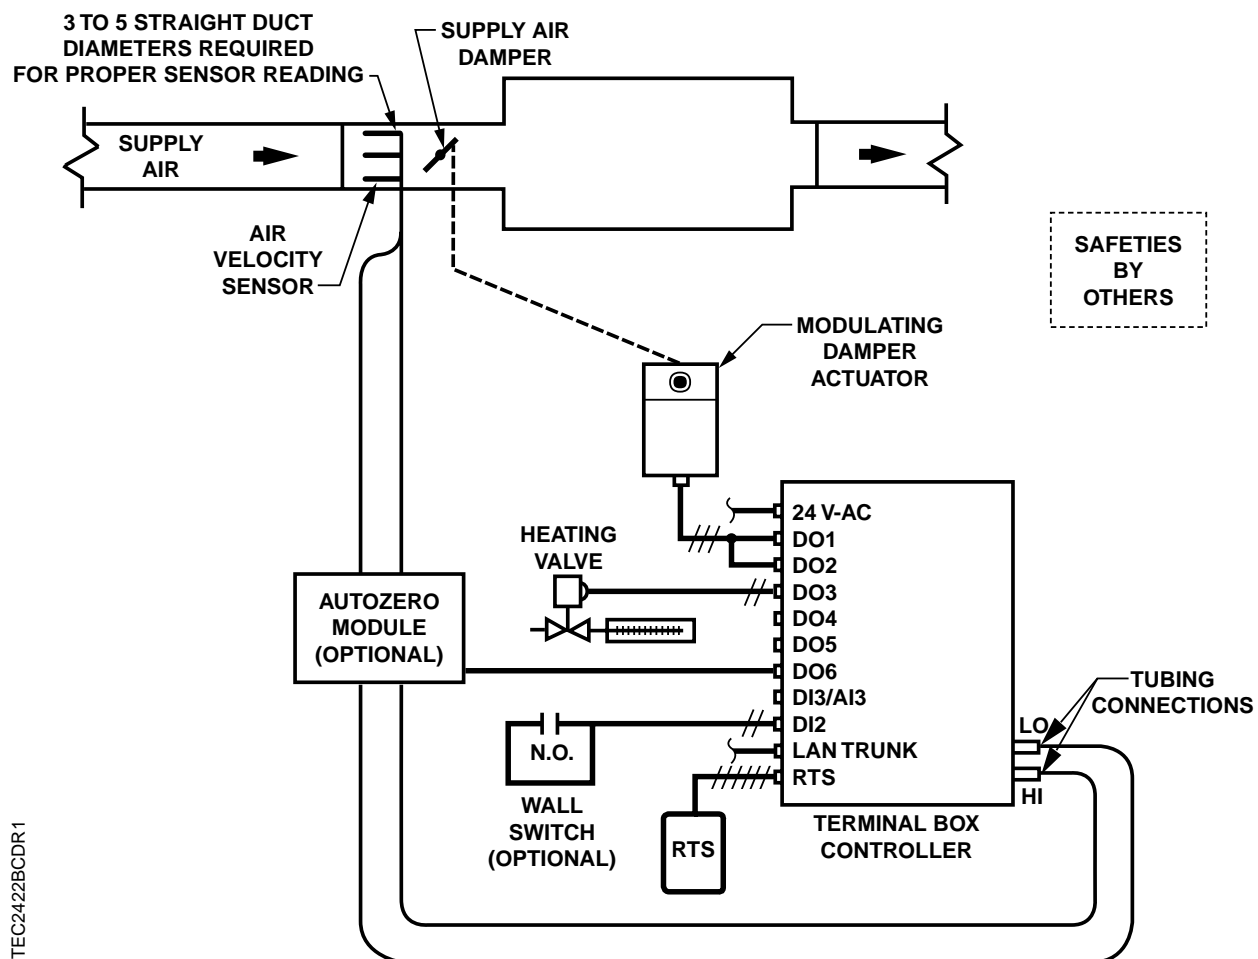 3 TO 5 STRAIGHT DUCT
DIAMETERS REQUIRED
FOR PROPER SENSOR READING
SUPPLY AIR
DAMPER
SUPPLY
AIR
AIR
VELOCITY
SENSOR
SAFETIES
BY
OTHERS
MODULATING
DAMPER
ACTUATOR
HEATING
VALVE
24 V-AC
DO1
DO2
DO3
DO4
DO5
DO6
DI3/AI3
DI2
LAN TRUNK
RTS
AUTOZERO
MODULE
(OPTIONAL)
N.O.
WALL
SWITCH
(OPTIONAL)
RTS
LO
HI
TUBING
CONNECTIONS
TERMINAL BOX
CONTROLLER
TEC2422BCDR1